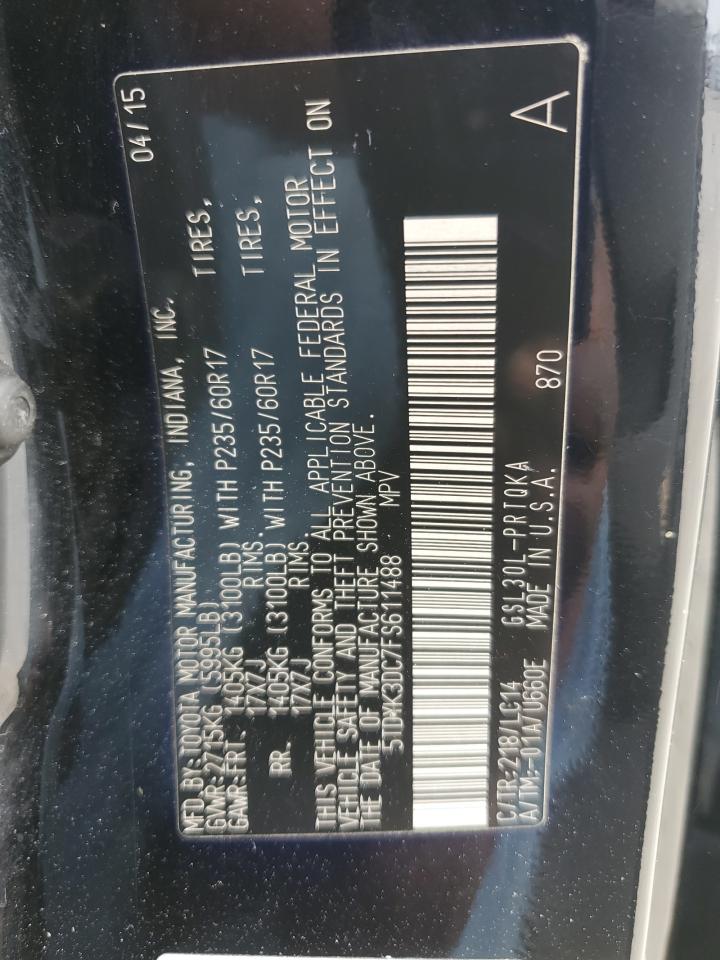 04/15
MFD.BY:TOYOTA MOTOR MANUFACTURING, INDIANA, INC.
GVWR:2715KG (5995LB)
GAWR:FRT. 1405KG (3100LB) WITH P235/60R17 TIRES,
17X7J RIMS.
RR. 1405KG (3100LB) WITH P235/60R17 TIRES,
17X7J RIMS.
THIS VEHICLE CONFORMS TO ALL APPLICABLE FEDERAL MOTOR
VEHICLE SAFETY AND THEFT PREVENTION STANDARDS IN EFFECT ON
THE DATE OF MANUFACTURE SHOWN ABOVE.
5TDYK3DC7FS611488 MPV
C/TR:218/LC14 GSL30L-PRTQKA 870 A
A/TM:-01A/U660E MADE IN U.S.A.